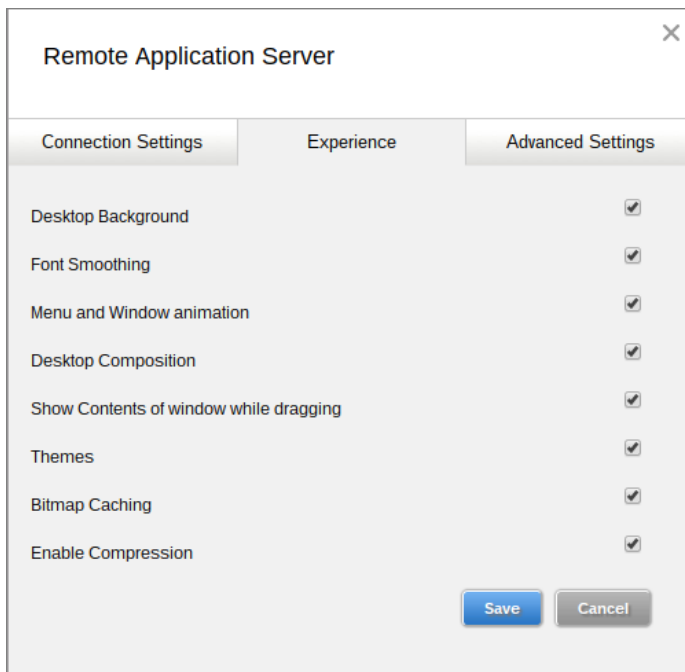 Remote Application Server
Connection Settings Experience Advanced Settings
Desktop Background
Font Smoothing
Menu and Window animation
Desktop Composition
Show Contents of window while dragging
Themes
Bitmap Caching
Enable Compression
Save Cancel